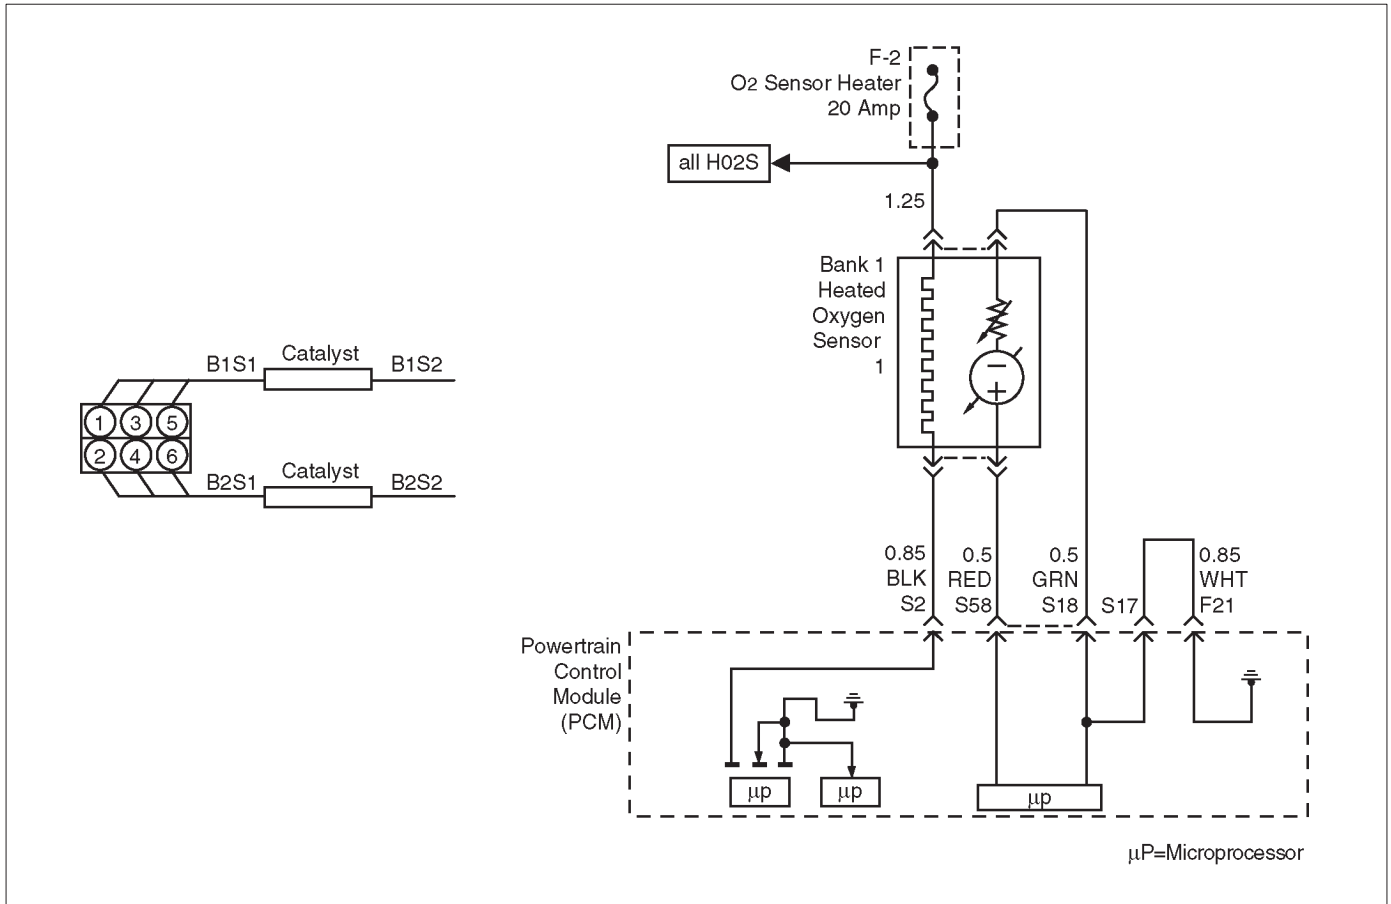 F-2
O2 Sensor Heater
20 Amp
all H02S
1.25
Bank 1
Heated
Oxygen
Sensor
1
B1S1
Catalyst
B1S2
1
3
5
2
4
6
B2S1
Catalyst
B2S2
0.85
BLK
S2
0.5
RED
S58
0.5
GRN
S18
S17
0.85
WHT
F21
Powertrain
Control
Module
(PCM)
µp
µp
µp
µP=Microprocessor